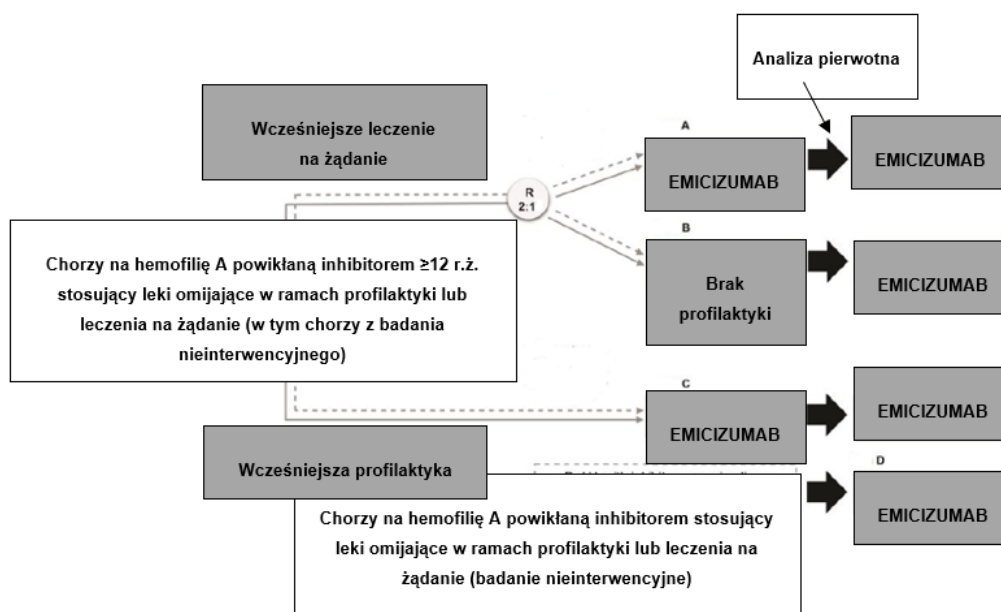 Analiza pierwotna
Wcześniejsze leczenie
na żądanie
A
EMICIZUMAB
EMICIZUMAB
R
2:1
B
Brak
profilaktyki
EMICIZUMAB
Chorzy na hemofilię A powikłaną inhibitorem ≥12 r.ż.
stosujący leki omijające w ramach profilaktyki lub
leczenia na żądanie (w tym chorzy z badania
nieinterwencyjnego)
C
EMICIZUMAB
EMICIZUMAB
Wcześniejsza profilaktyka
D
EMICIZUMAB
Chorzy na hemofilię A powikłaną inhibitorem stosujący
leki omijające w ramach profilaktyki lub leczenia na
żądanie (badanie nieinterwencyjne)